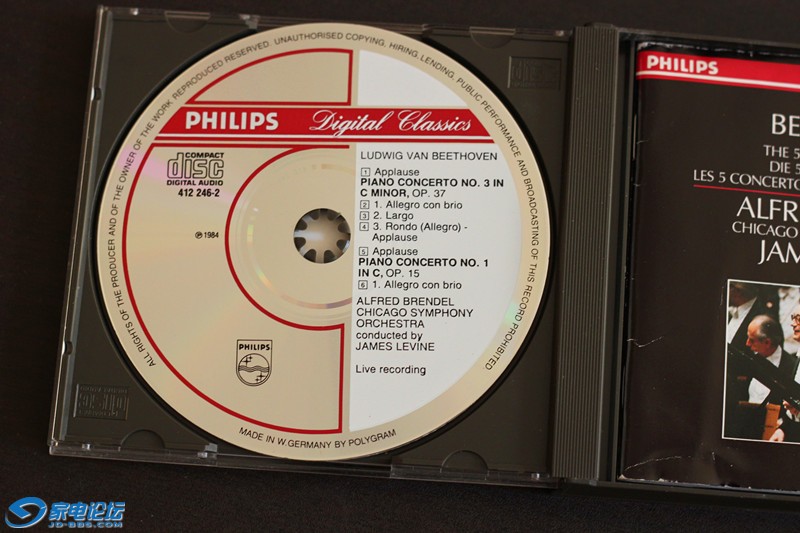 ALL RIGHTS OF THE PRODUCER AND OF THE OWNER OF THE WORK REPRODUCED RESERVED. UNAUTHORISED COPYING, HIRING, LENDING, PUBLIC PERFORMANCE AND BROADCASTING OF THIS RECORD PROHIBITED
PHILIPS Digital Classics
COMPACT
disc
DIGITAL AUDIO
412 246-2
℗ 1984
LUDWIG VAN BEETHOVEN
1 Applause
PIANO CONCERTO NO. 3 IN
C MINOR, OP. 37
2 1. Allegro con brio
3 2. Largo
4 3. Rondo (Allegro) -
Applause
5 Applause
PIANO CONCERTO NO. 1
IN C, OP. 15
6 1. Allegro con brio
ALFRED BRENDEL
CHICAGO SYMPHONY
ORCHESTRA
conducted by
JAMES LEVINE
Live recording
PHILIPS
MADE IN W.GERMANY BY POLYGRAM
PHILIPS
BE
THE 5
DIE 5
LES 5 CONCERTO
ALFR
CHICAGO
JAM
家电论坛
JD-BBS.COM